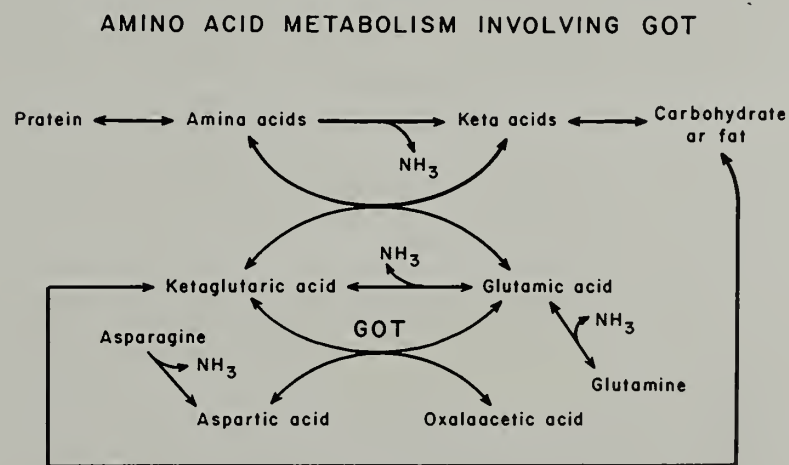 AMINO ACID METABOLISM INVOLVING GOT
Pratein Amina acids Keta acids Carbohydrate
ar fat
NH3
NH3
Ketaglutaric acid Glutamic acid
GOT
Asparagine NH3
NH3
Glutamine
Aspartic acid Oxalaacetic acid